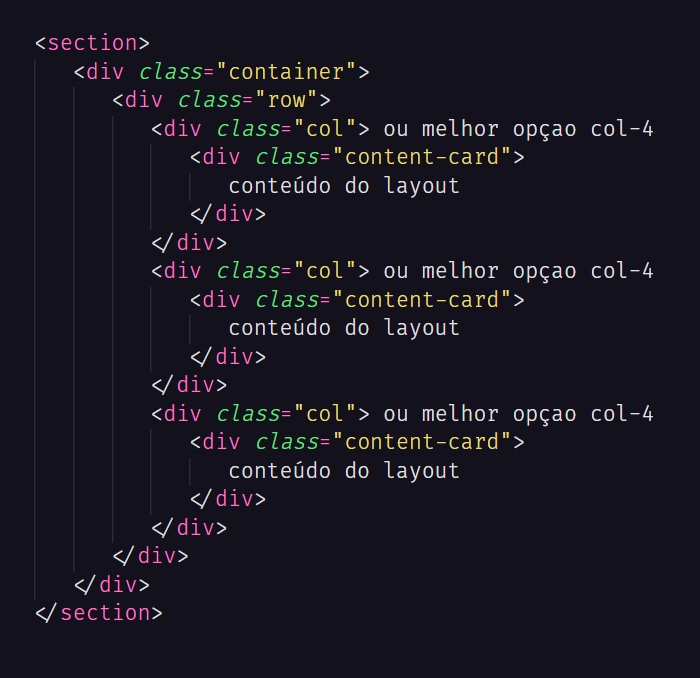 <section>
<div class="container">
<div class="row">
<div class="col"> ou melhor opçao col-4
<div class="content-card">
conteúdo do layout
</div>
</div>
<div class="col"> ou melhor opçao col-4
<div class="content-card">
conteúdo do layout
</div>
</div>
<div class="col"> ou melhor opçao col-4
<div class="content-card">
conteúdo do layout
</div>
</div>
</div>
</div>
</section>